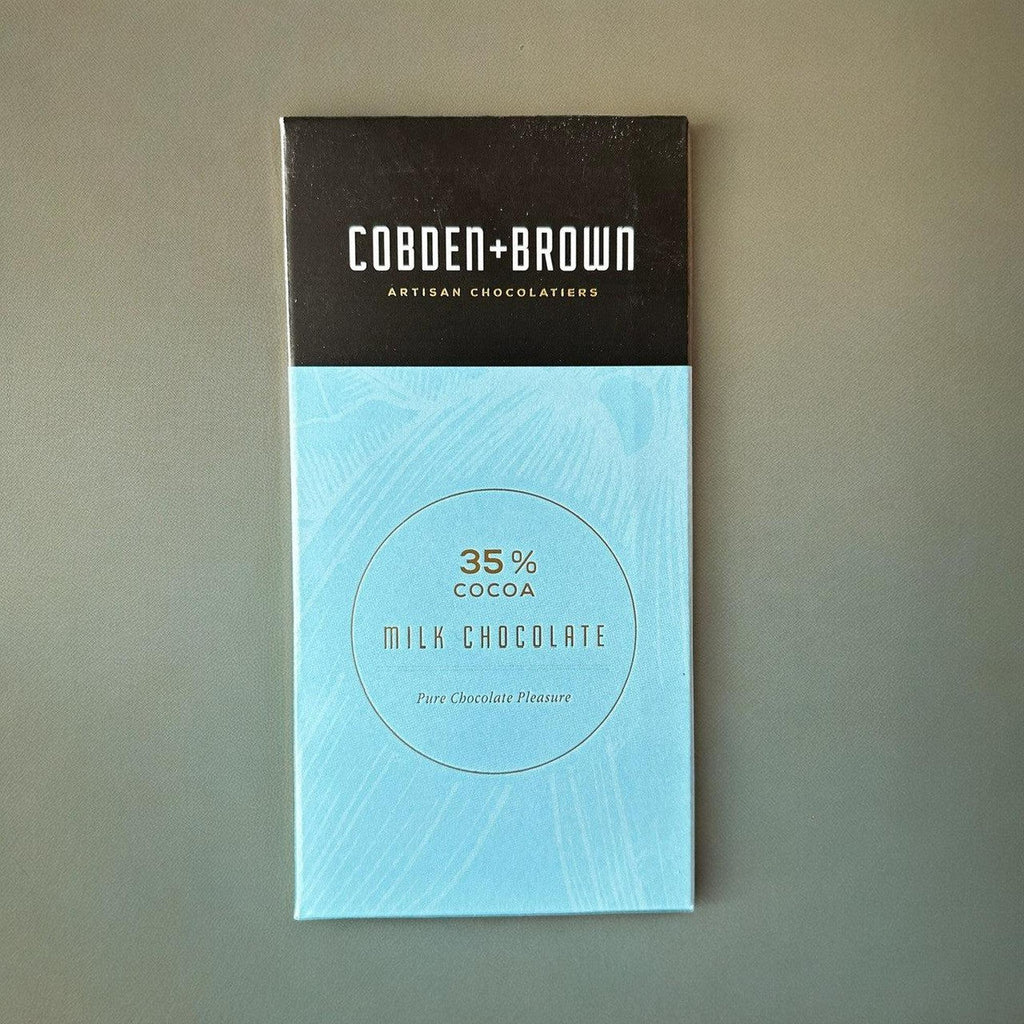 COBDEN+BROWN
ARTISAN CHOCOLATIERS
35%
COCOA
MILK CHOCOLATE
Pure Chocolate Pleasure